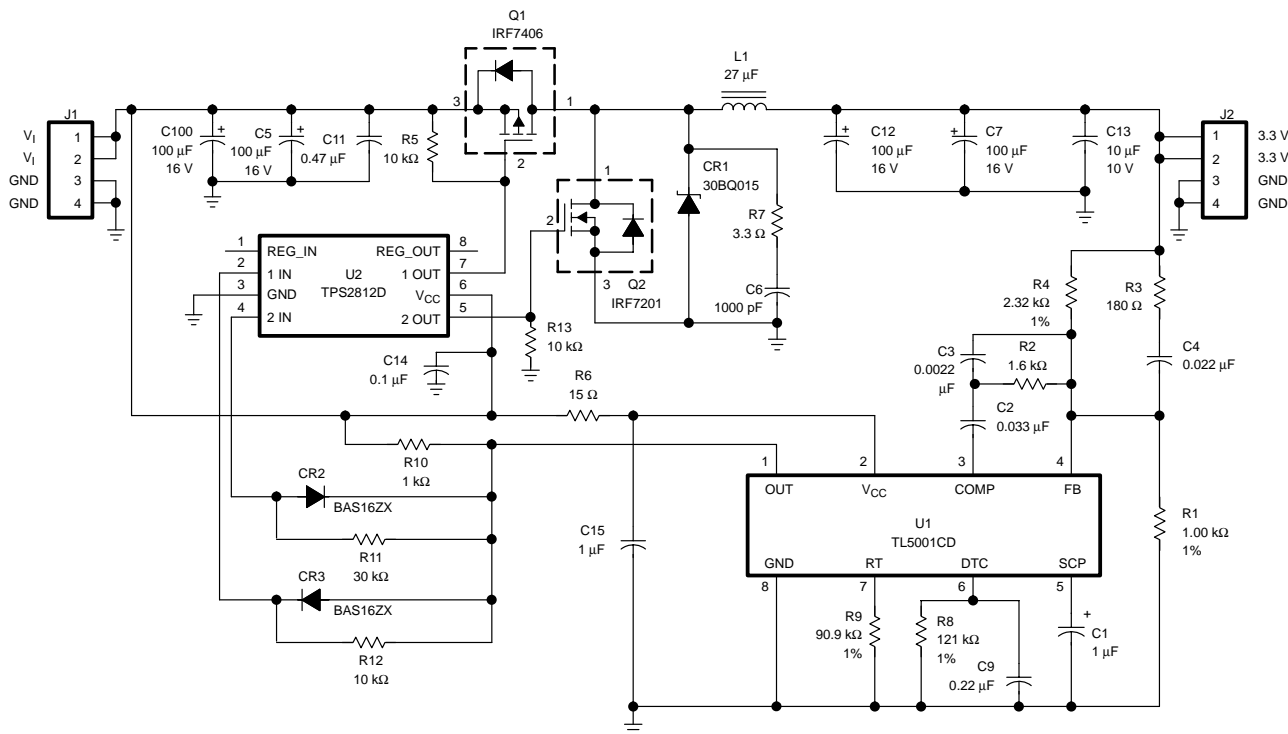 Q1
IRF7406
3
1
2
L1
27 μF
J1
VI
VI
GND
GND
1
2
3
4
C100
100 μF
16 V
+
C5
100 μF
16 V
+
C11
0.47 μF
R5
10 kΩ
C12
100 μF
16 V
+
C7
100 μF
16 V
+
C13
10 μF
10 V
J2
1
2
3
4
3.3 V
3.3 V
GND
GND
CR1
30BQ015
R7
3.3 Ω
C6
1000 pF
1
2
3
Q2
IRF7201
1
2
3
4
REG_IN
1 IN
GND
2 IN
U2
TPS2812D
REG_OUT
1 OUT
VCC
2 OUT
8
7
6
5
R13
10 kΩ
C14
0.1 μF
R6
15 Ω
R4
2.32 kΩ
1%
R3
180 Ω
C3
0.0022
μF
R2
1.6 kΩ
C4
0.022 μF
C2
0.033 μF
R10
1 kΩ
CR2
BAS16ZX
R11
30 kΩ
CR3
BAS16ZX
R12
10 kΩ
C15
1 μF
1
2
3
4
OUT
VCC
COMP
FB
U1
TL5001CD
GND
RT
DTC
SCP
8
7
6
5
R1
1.00 kΩ
1%
R9
90.9 kΩ
1%
R8
121 kΩ
1%
C9
0.22 μF
+
C1
1 μF